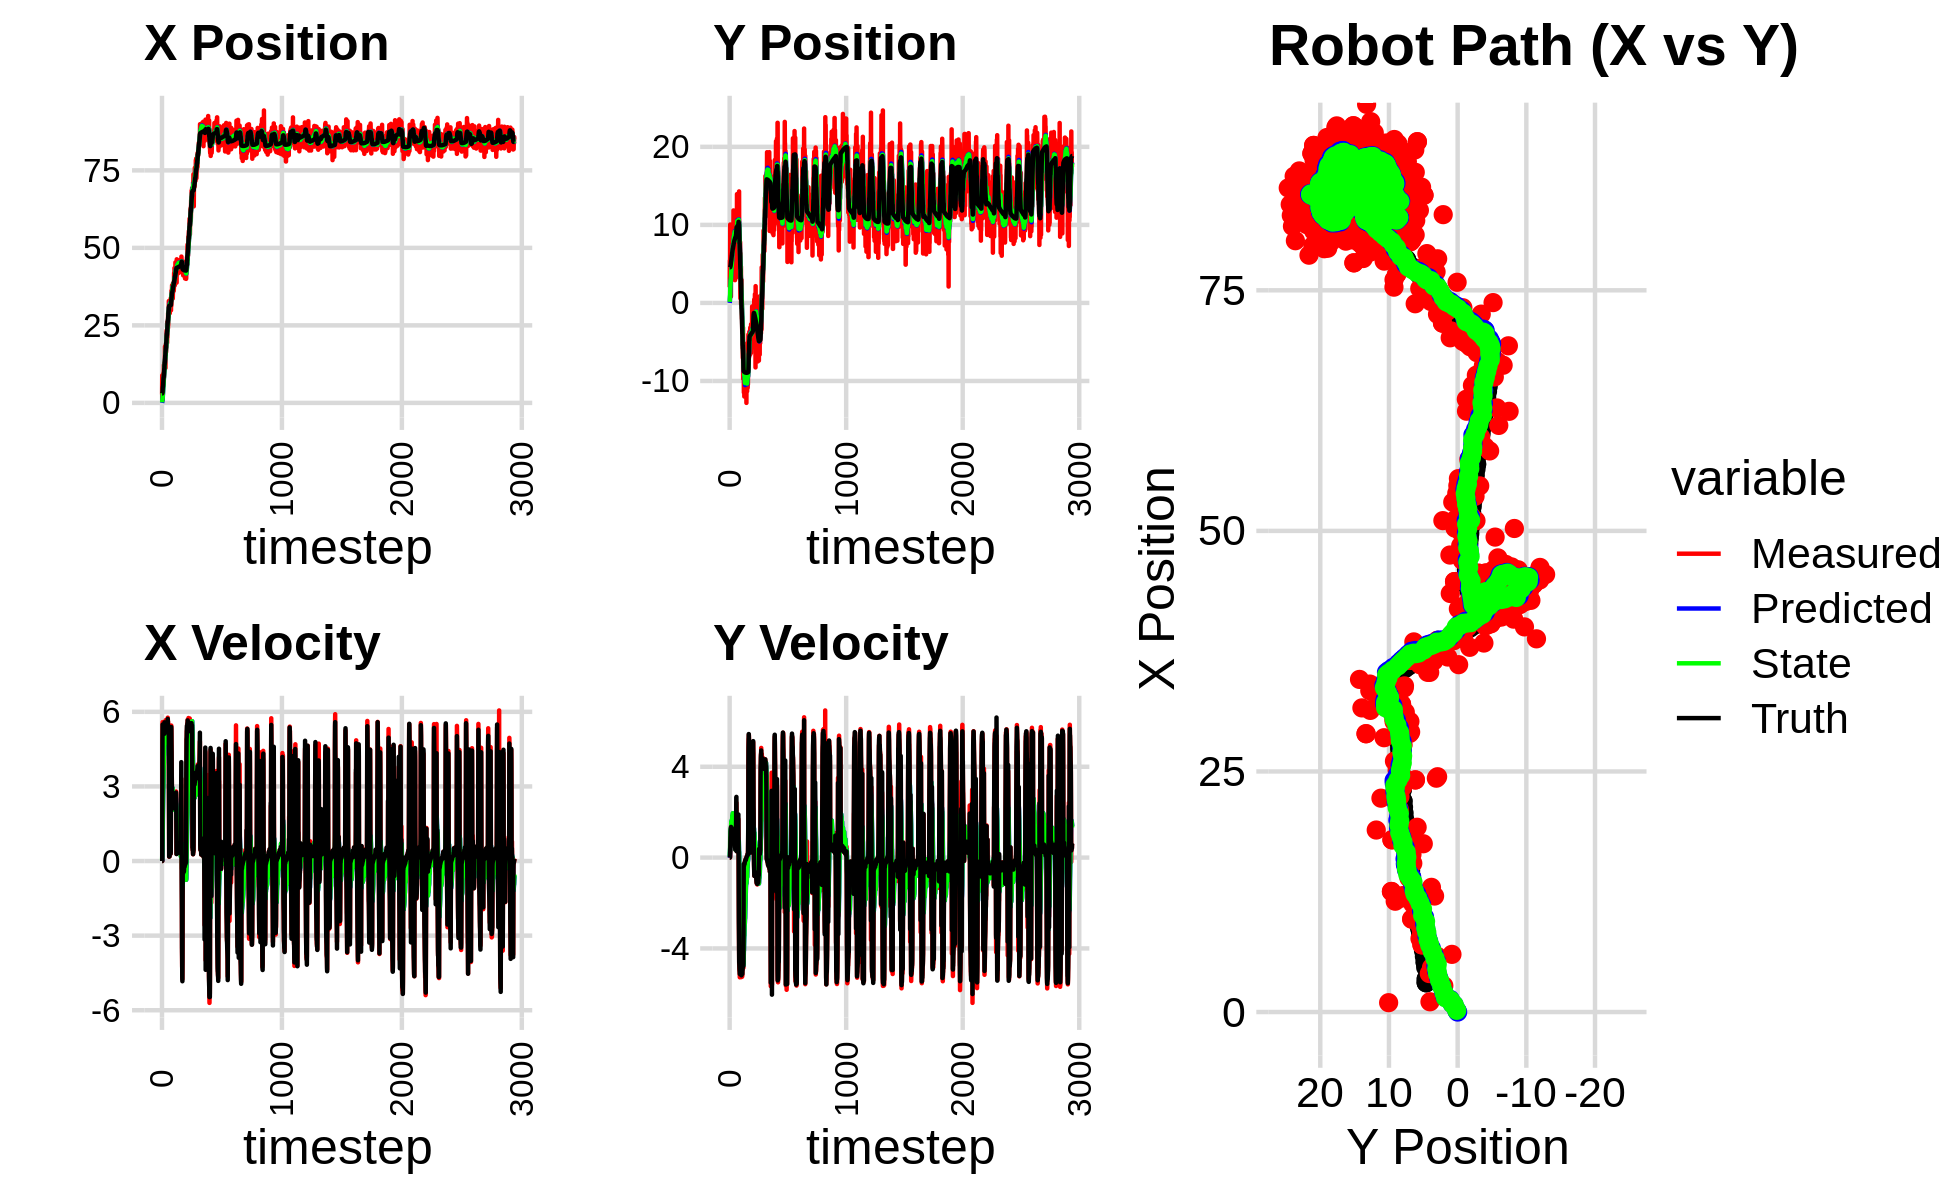 X Position
75
50
25
0
0
1000
2000
3000
timestep
Y Position
20
10
0
-10
0
1000
2000
3000
timestep
X Velocity
6
3
0
-3
-6
0
1000
2000
3000
timestep
Y Velocity
4
0
-4
0
1000
2000
3000
timestep
Robot Path (X vs Y)
X Position
75
50
25
0
20 10 0 -10 -20
Y Position
variable
Measured
Predicted
State
Truth